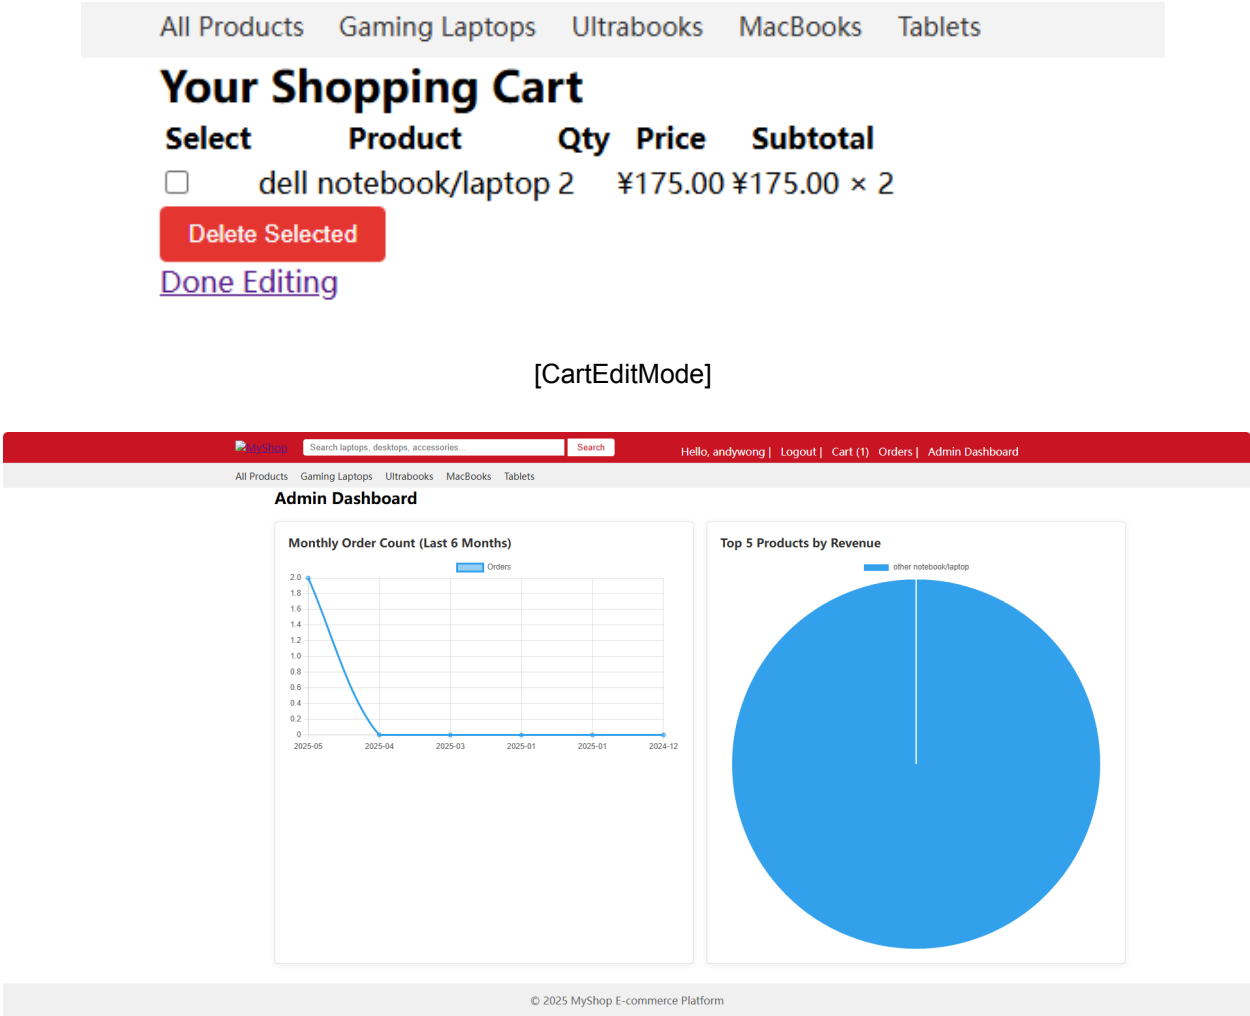 All Products Gaming Laptops Ultrabooks MacBooks Tablets
Your Shopping Cart
Select Product Qty Price Subtotal
dell notebook/laptop 2 ¥175.00 ¥175.00 × 2
Delete Selected
Done Editing
[CartEditMode]
MyShop Search laptops, desktops, accessories... Search Hello, andywong | Logout | Cart (1) Orders | Admin Dashboard
All Products Gaming Laptops Ultrabooks MacBooks Tablets
Admin Dashboard
Monthly Order Count (Last 6 Months)
Orders
2.0
1.8
1.6
1.4
1.2
1.0
0.8
0.6
0.4
0.2
0
2025-05 2025-04 2025-03 2025-01 2025-01 2024-12
Top 5 Products by Revenue
other notebook/laptop
© 2025 MyShop E-commerce Platform